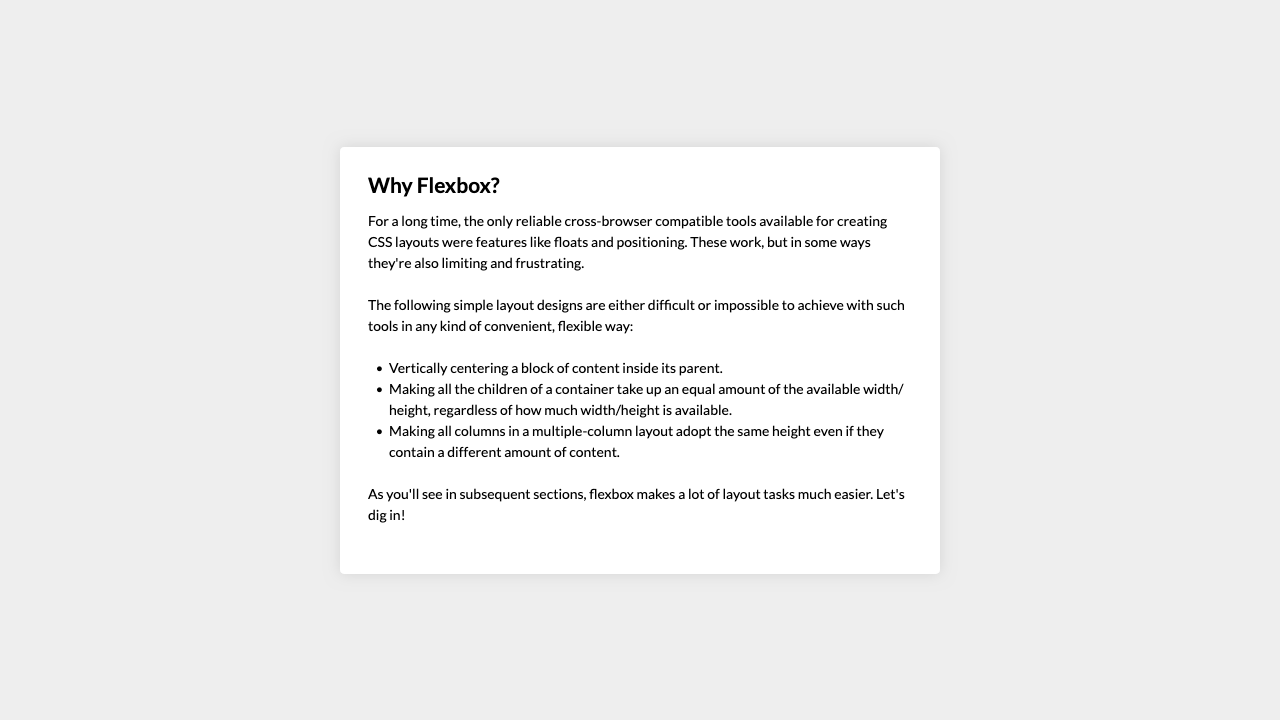 Why Flexbox?
For a long time, the only reliable cross-browser compatible tools available for creating
CSS layouts were features like floats and positioning. These work, but in some ways
they're also limiting and frustrating.
The following simple layout designs are either difficult or impossible to achieve with such
tools in any kind of convenient, flexible way:
• Vertically centering a block of content inside its parent.
• Making all the children of a container take up an equal amount of the available width/
height, regardless of how much width/height is available.
• Making all columns in a multiple-column layout adopt the same height even if they
contain a different amount of content.
As you'll see in subsequent sections, flexbox makes a lot of layout tasks much easier. Let's
dig in!